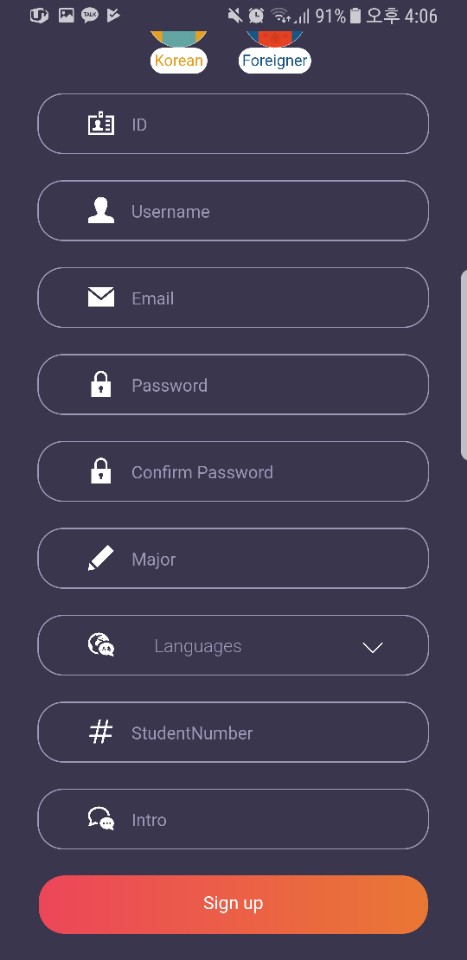 TALK
91% 오후 4:06
Korean Foreigner
ID
Username
Email
Password
Confirm Password
Major
Languages
StudentNumber
Intro
Sign up